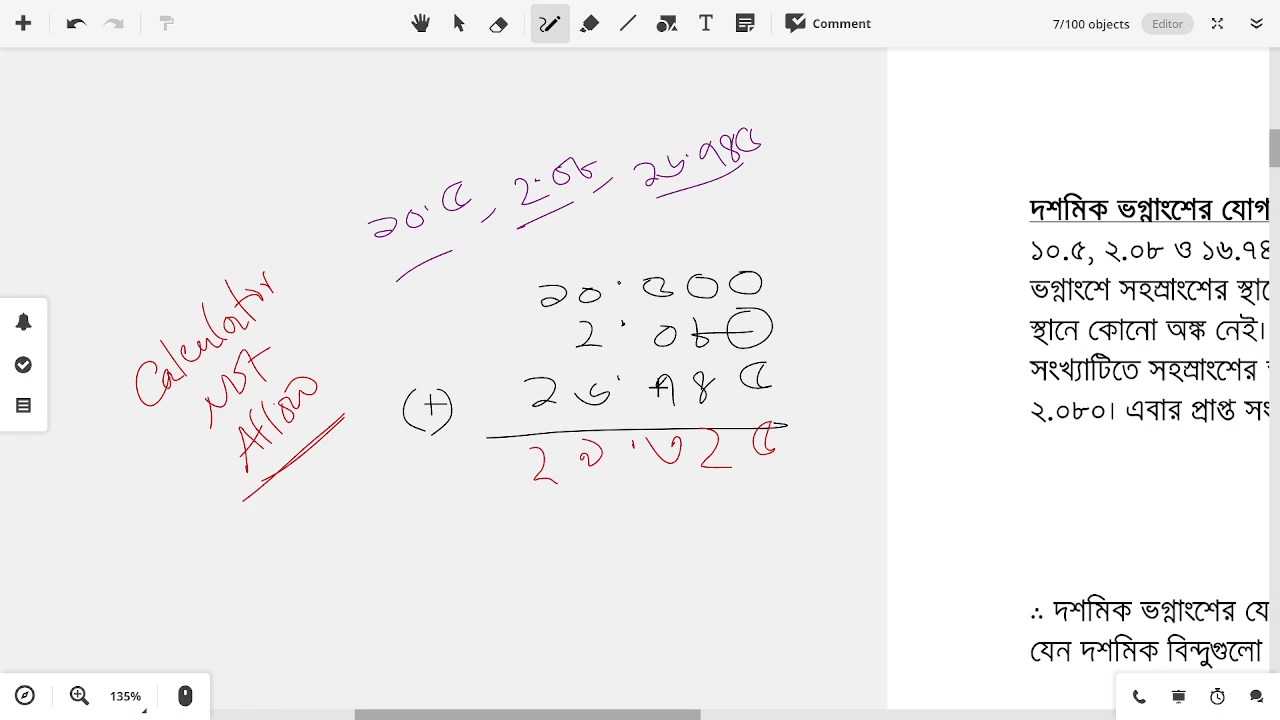 Comment
7/100 objects
Editor
১০.৫, ২.০৮, ১৬.৭৪৫
১০.৫০০
২.০৮০
(+) ১৬.৭৪৫
২৯.৩২৫
Calculator
Not
Allow
দশমিক ভগ্নাংশের যোগ
১০.৫, ২.০৮ ও ১৬.৭৪
ভগ্নাংশে সহস্রাংশের
স্থানে কোনো অঙ্ক নেই।
সংখ্যাটিতে সহস্রাংশের
২.০৮০। এবার প্রাপ্ত
∴ দশমিক ভগ্নাংশের
যেন দশমিক বিন্দুগুলো
135%